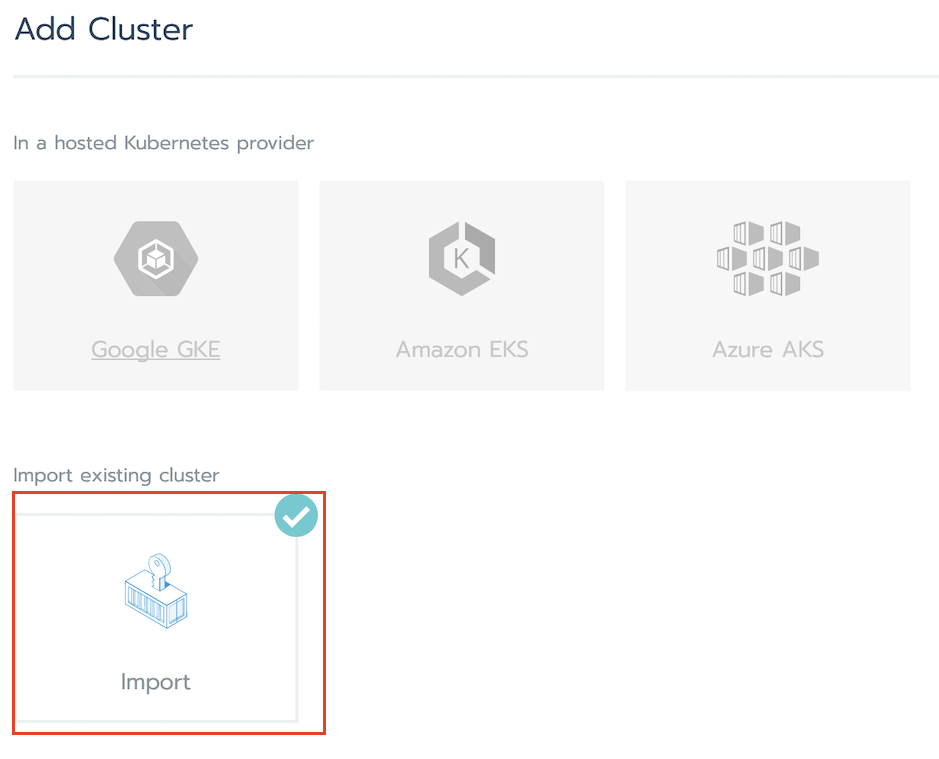 Add Cluster
In a hosted Kubernetes provider
K
Google GKE
Amazon EKS
Azure AKS
Import existing cluster
Import